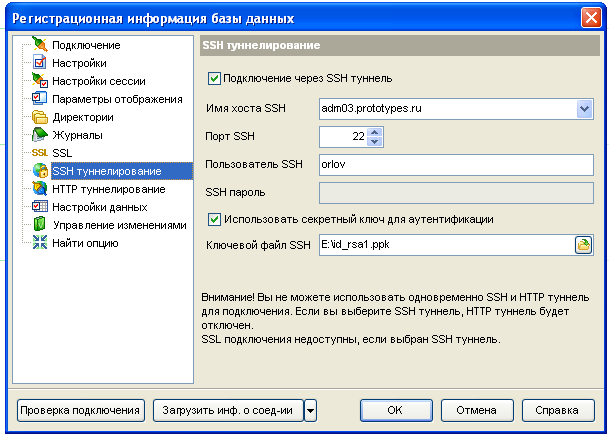 Регистрационная информация базы данных
Подключение
Настройки
Настройки сессии
Параметры отображения
Директории
Журналы
SSL SSL
SSH туннелирование
HTTP туннелирование
Настройки данных
Управление изменениями
Найти опцию
SSH туннелирование
Подключение через SSH туннель
Имя хоста SSH adm03.prototypes.ru
Порт SSH 22
Пользователь SSH orlov
SSH пароль
Использовать секретный ключ для аутентификации
Ключевой файл SSH E:\id_rsa1.ppk
Внимание! Вы не можете использовать одновременно SSH и HTTP туннель
для подключения. Если вы выберите SSH туннель, HTTP туннель будет
отключен.
SSL подключения недоступны, если выбран SSH туннель.
Проверка подключения Загрузить инф. о соед-ии OK Отмена Справка